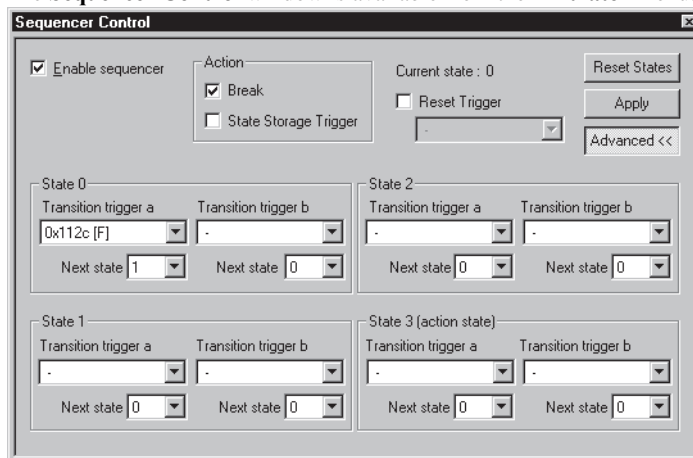 Sequencer Control
Enable sequencer
Action
Break
State Storage Trigger
Current state : 0
Reset Trigger
-
Reset States
Apply
Advanced <<
State 0
Transition trigger a Transition trigger b
0x112c [F] -
Next state 1 Next state 0
State 2
Transition trigger a Transition trigger b
- -
Next state 0 Next state 0
State 1
Transition trigger a Transition trigger b
- -
Next state 0 Next state 0
State 3 (action state)
Transition trigger a Transition trigger b
- -
Next state 0 Next state 0